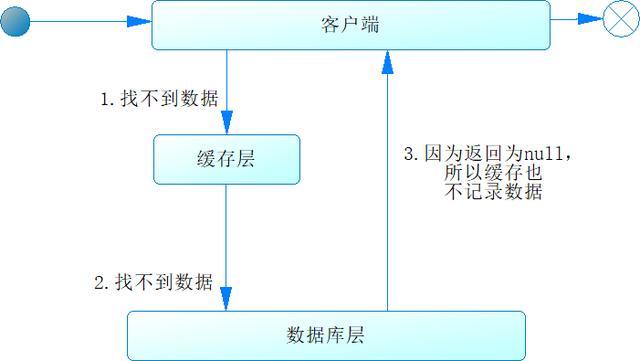 客户端
1.找不到数据
缓存层
3.因为返回为null，
所以缓存也
不记录数据
2.找不到数据
数据库层